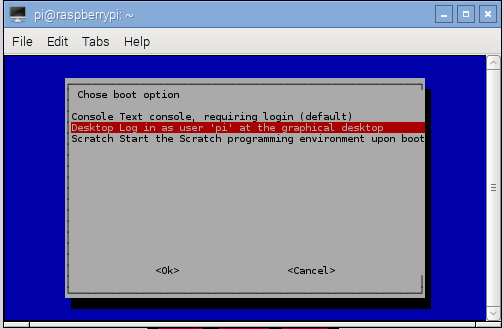 pi@raspberrypi: ~
File Edit Tabs Help
Chose boot option
Console Text console, requiring login (default)
Desktop Log in as user 'pi' at the graphical desktop
Scratch Start the Scratch programming environment upon boot
<Ok> <Cancel>